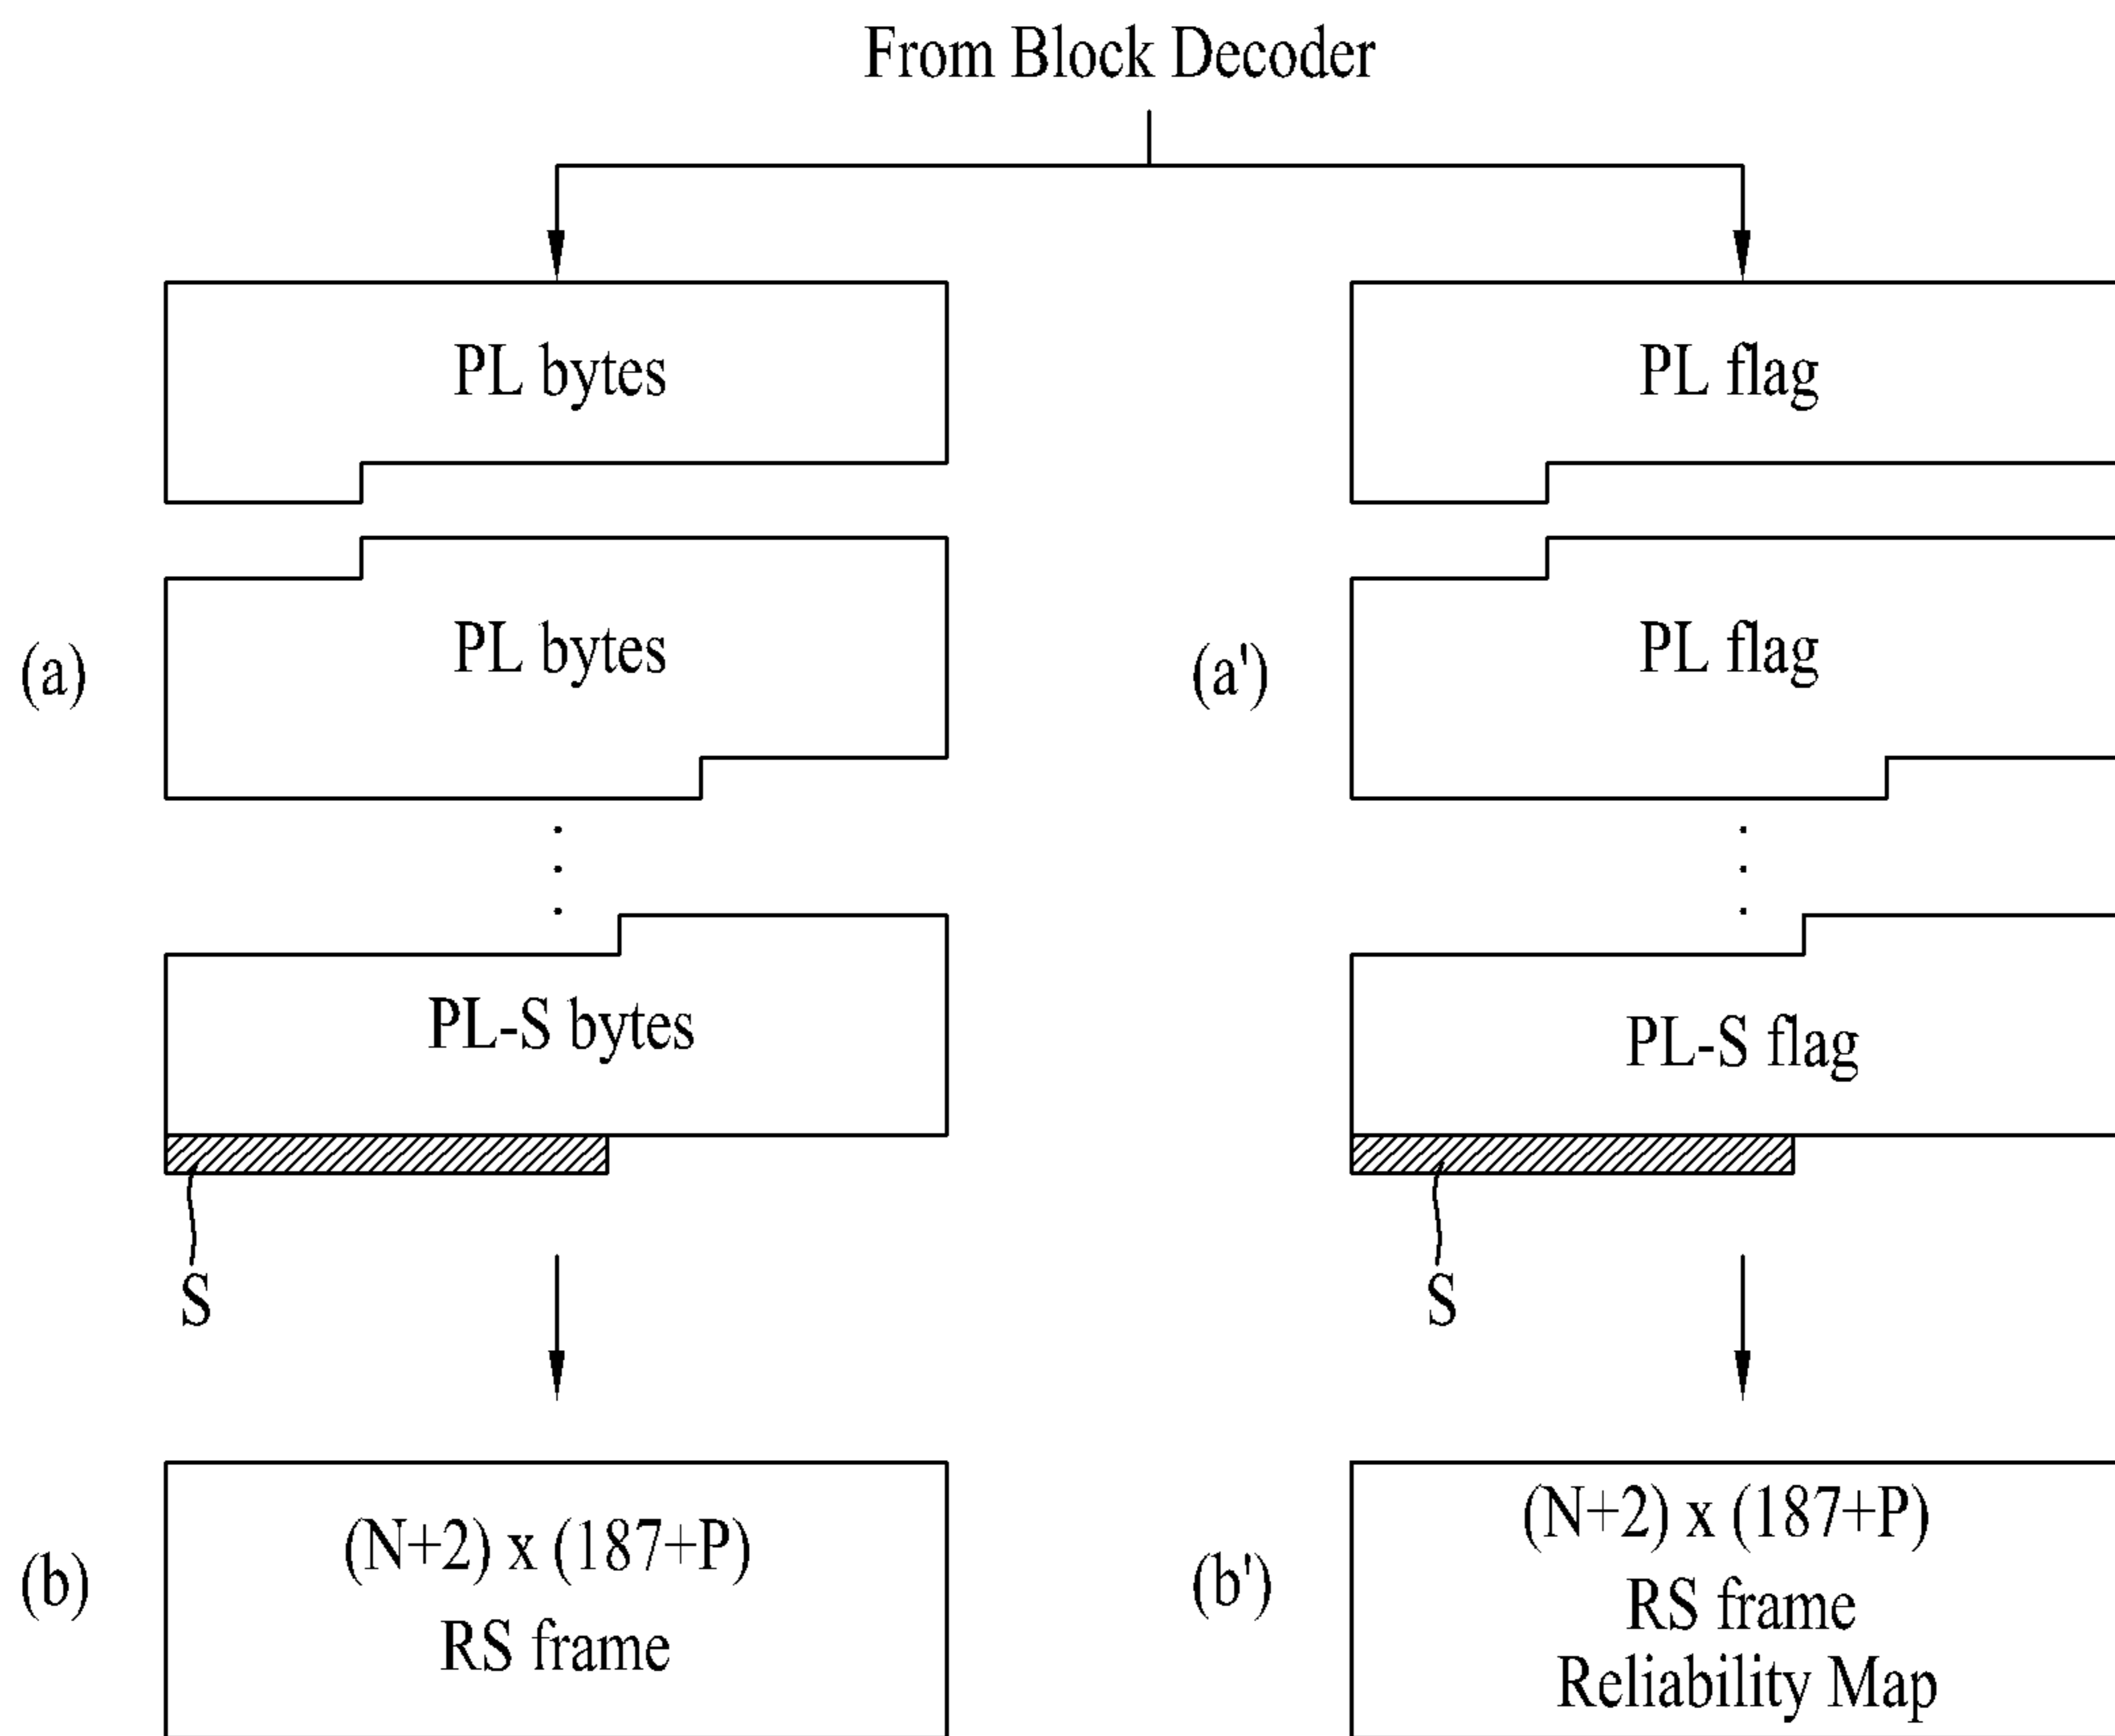 From Block Decoder
PL bytes
PL flag
PL bytes
PL flag
(a)
(a')
PL-S bytes
PL-S flag
S
S
(b)
(N+2) x (187+P)
RS frame
(b')
(N+2) x (187+P)
RS frame
Reliability Map